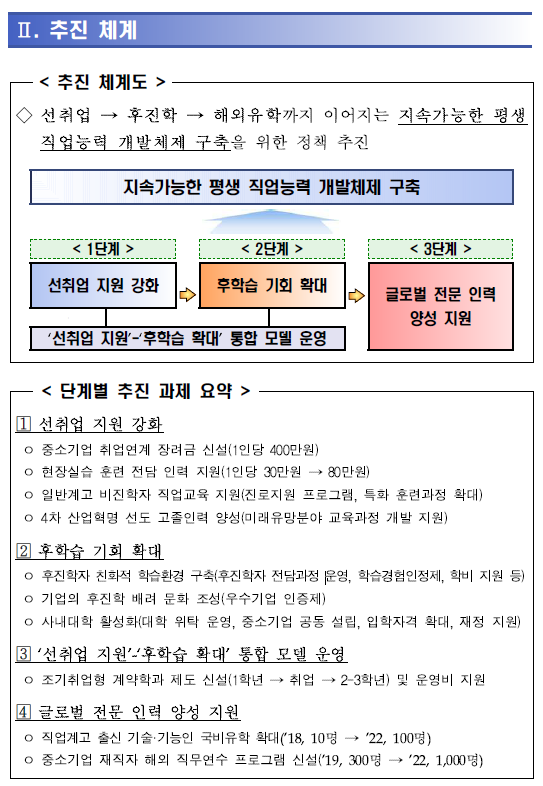 Ⅱ. 추진 체계
< 추진 체계도 >
◇ 선취업 → 후진학 → 해외유학까지 이어지는 지속가능한 평생
직업능력 개발체제 구축을 위한 정책 추진
지속가능한 평생 직업능력 개발체제 구축
< 1단계 >
< 2단계 >
< 3단계 >
선취업 지원 강화
후학습 기회 확대
글로벌 전문 인력
양성 지원
‘선취업 지원’-‘후학습 확대’ 통합 모델 운영
< 단계별 추진 과제 요약 >
1 선취업 지원 강화
ㅇ 중소기업 취업연계 장려금 신설(1인당 400만원)
ㅇ 현장실습 훈련 전담 인력 지원(1인당 30만원 → 80만원)
ㅇ 일반계고 비진학자 직업교육 지원(진로지원 프로그램, 특화 훈련과정 확대)
ㅇ 4차 산업혁명 선도 고졸인력 양성(미래유망분야 교육과정 개발 지원)
2 후학습 기회 확대
ㅇ 후진학자 친화적 학습환경 구축(후진학자 전담과정 운영, 학습경험인정제, 학비 지원 등)
ㅇ 기업의 후진학 배려 문화 조성(우수기업 인증제)
ㅇ 사내대학 활성화(대학 위탁 운영, 중소기업 공동 설립, 입학자격 확대, 재정 지원)
3 ‘선취업 지원’-‘후학습 확대’ 통합 모델 운영
ㅇ 조기취업형 계약학과 제도 신설(1학년 → 취업 → 2-3학년) 및 운영비 지원
4 글로벌 전문 인력 양성 지원
ㅇ 직업계고 출신 기술·기능인 국비유학 확대(’18, 10명 → ’22, 100명)
ㅇ 중소기업 재직자 해외 직무연수 프로그램 신설(’19, 300명 → ’22, 1,000명)